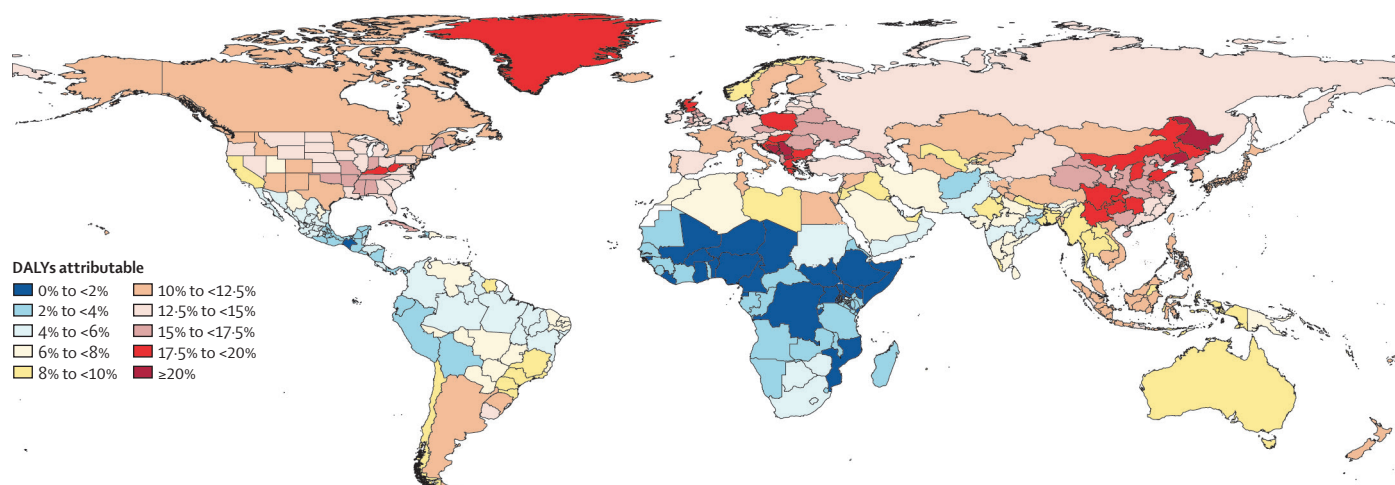 DALYs attributable
0% to <2%
2% to <4%
4% to <6%
6% to <8%
8% to <10%
10% to <12·5%
12·5% to <15%
15% to <17·5%
17·5% to <20%
≥20%